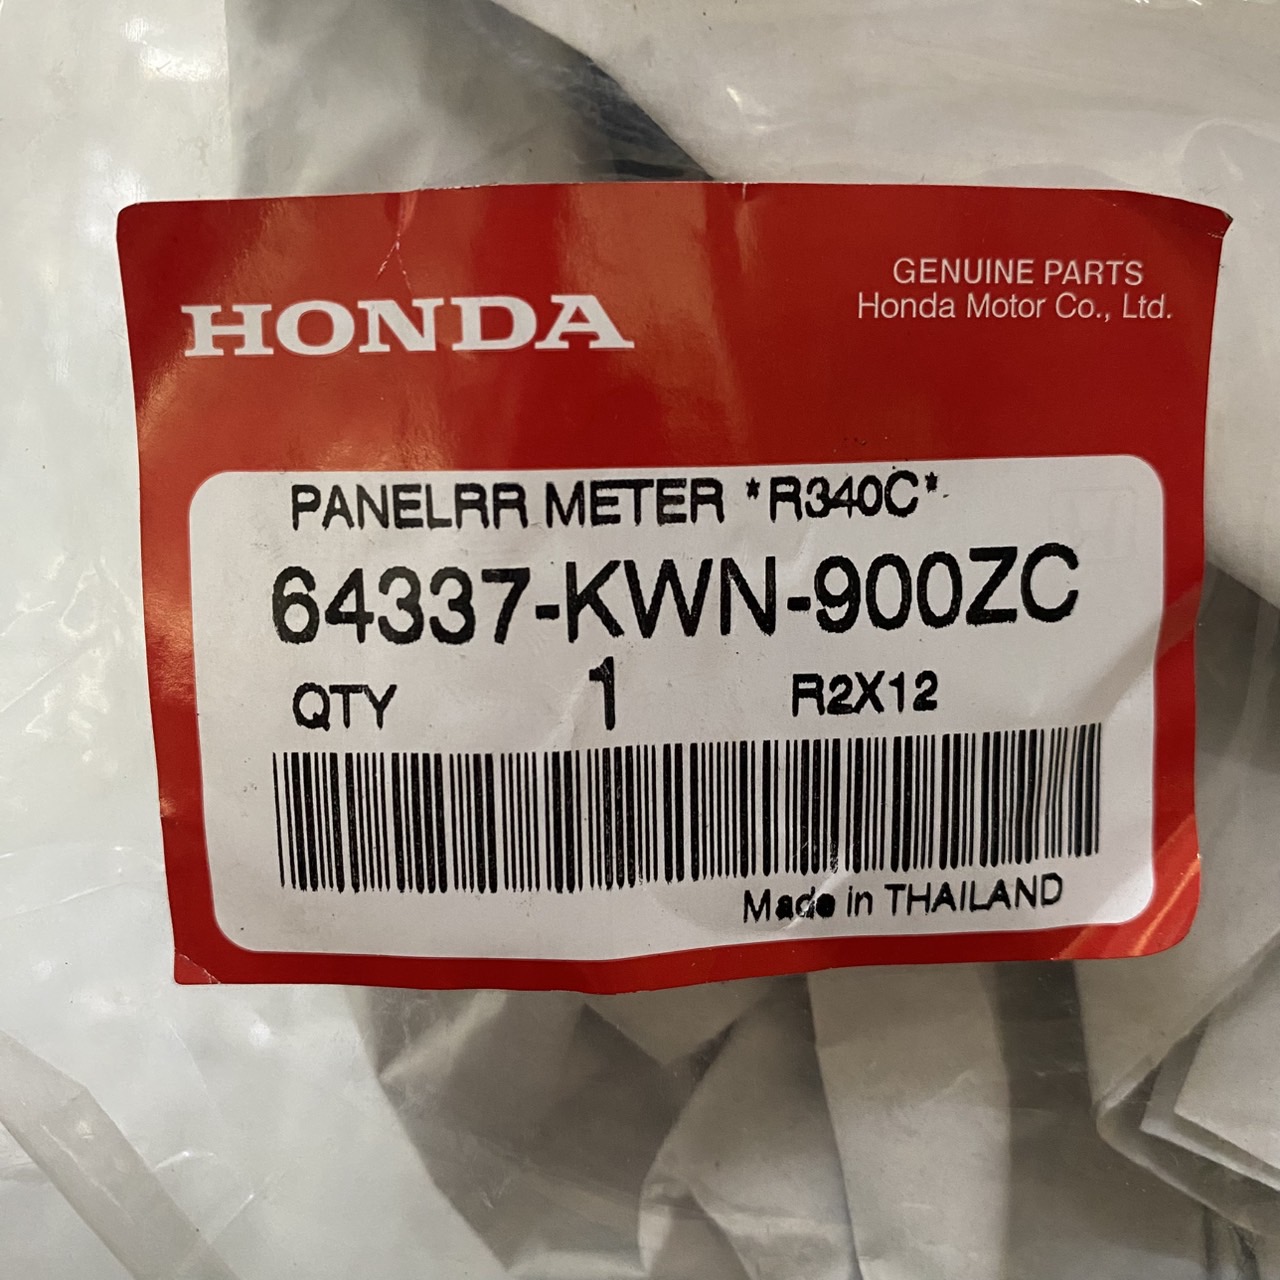 HONDA
GENUINE PARTS
Honda Motor Co., Ltd.
PANELRR METER *R340C*
64337-KWN-900ZC
QTY 1 R2X12
Made in THAILAND